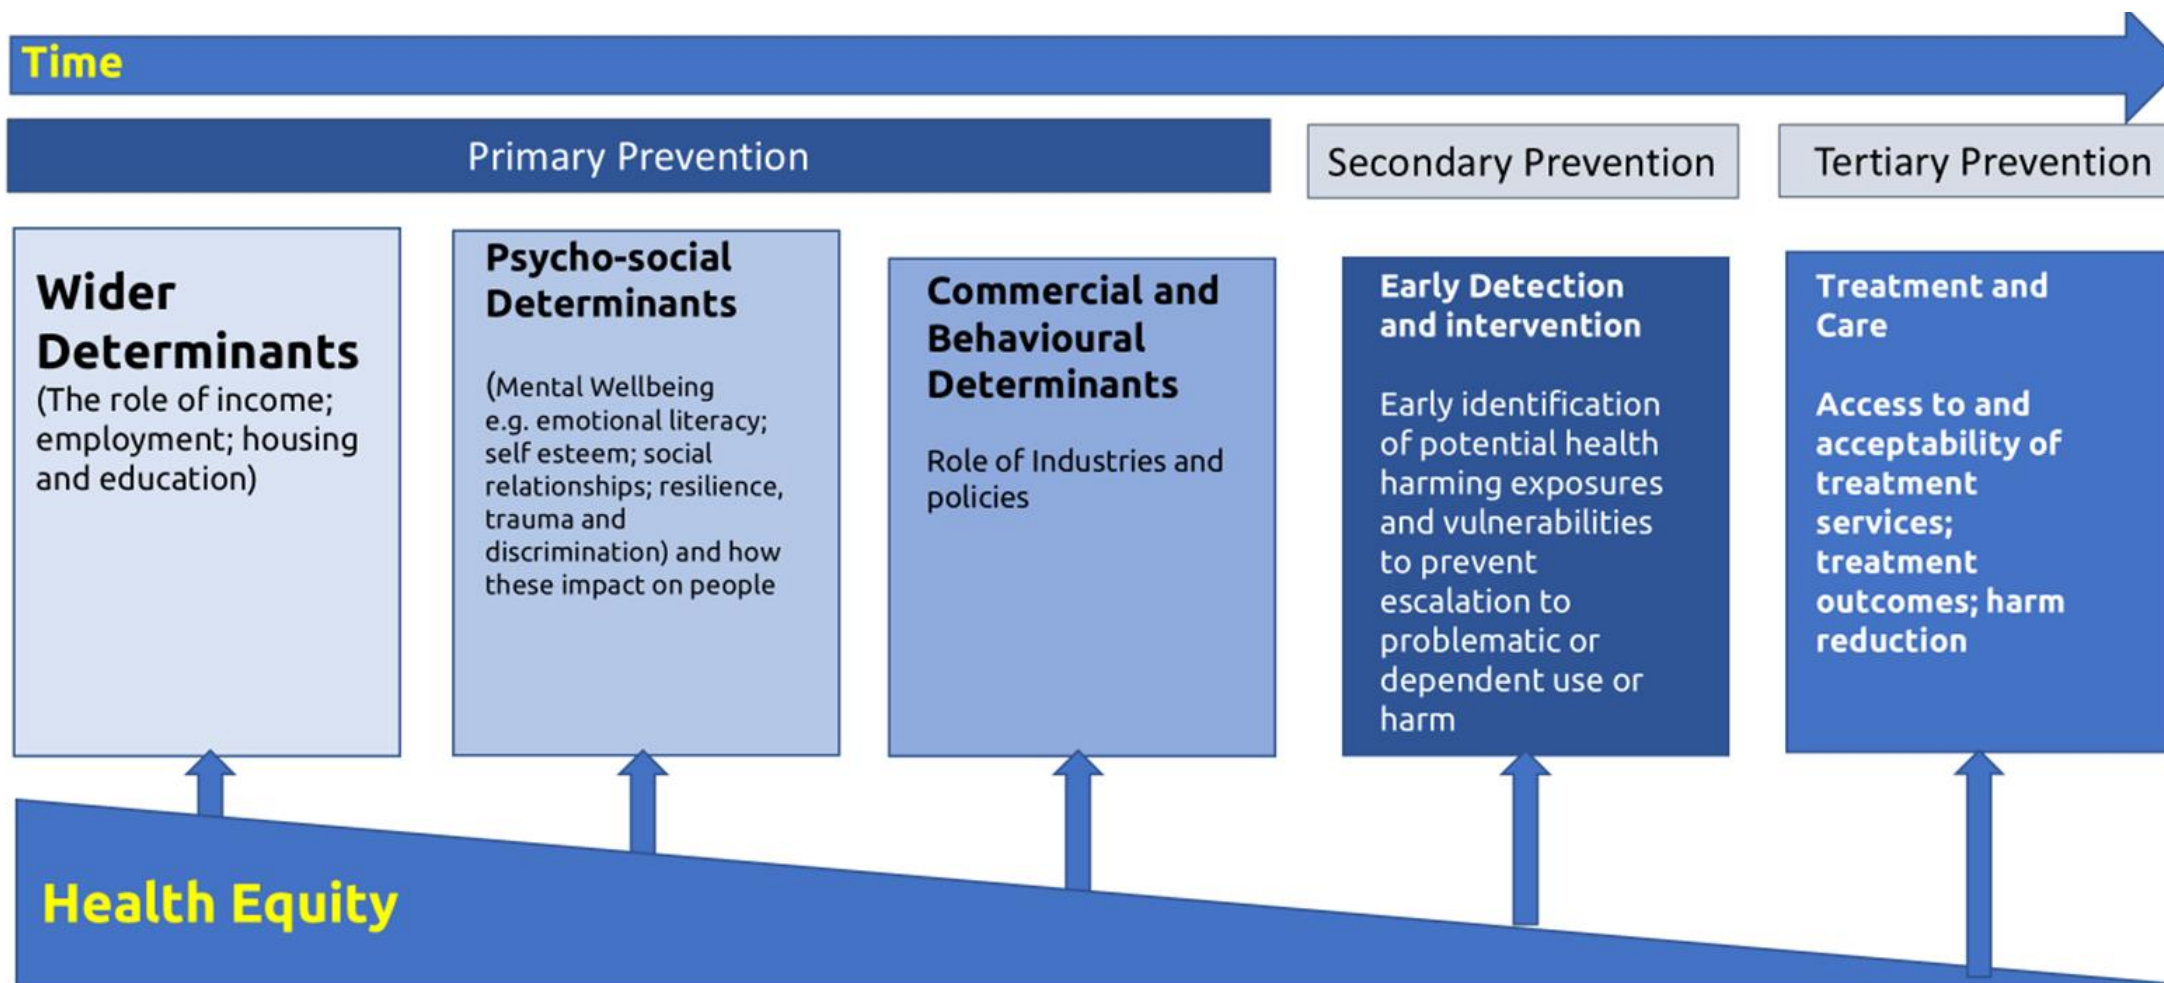 Time
Primary Prevention
Secondary Prevention
Tertiary Prevention
Wider
Determinants
(The role of income;
employment; housing
and education)
Psycho-social
Determinants
(Mental Wellbeing
e.g. emotional literacy;
self esteem; social
relationships; resilience,
trauma and
discrimination) and how
these impact on people
Commercial and
Behavioural
Determinants
Role of Industries and
policies
Early Detection
and intervention
Early identification
of potential health
harming exposures
and vulnerabilities
to prevent
escalation to
problematic or
dependent use or
harm
Treatment and
Care
Access to and
acceptability of
treatment
services;
treatment
outcomes; harm
reduction
Health Equity